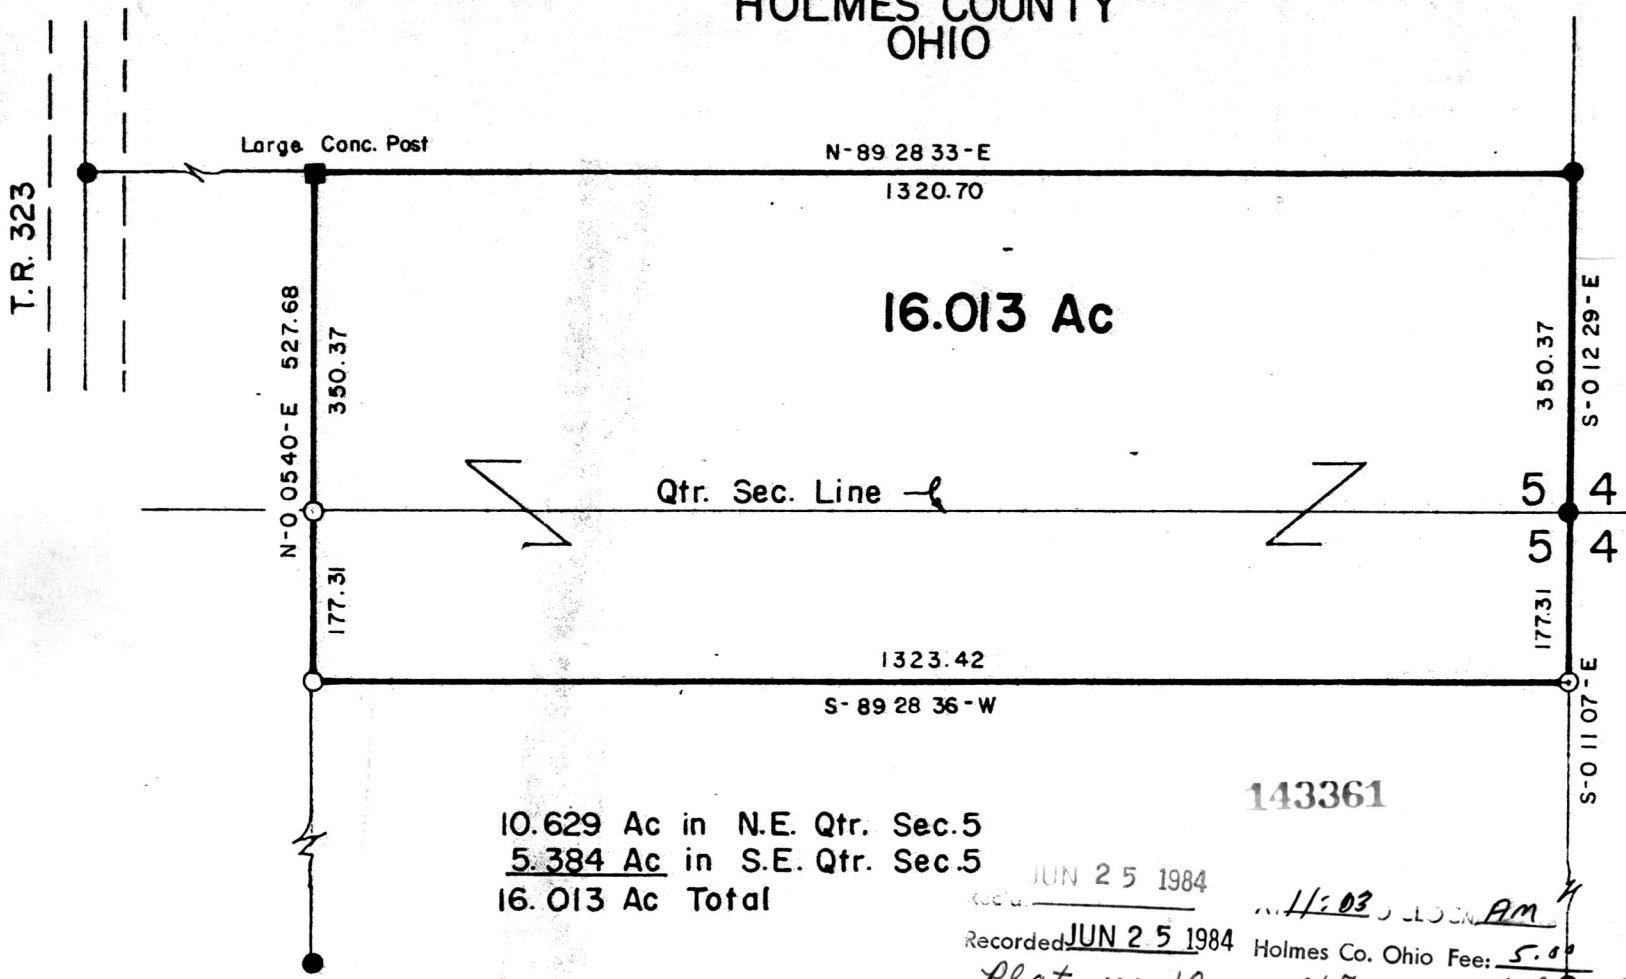 HOLMES COUNTY
OHIO
Large Conc. Post
N-89 28 33-E
1320.70
T.R. 323
16.013 Ac
N-0 05 40-E 527.68
350.37
350.37
S-0 12 29-E
Qtr. Sec. Line
5 4
5 4
177.31
177.31
1323.42
S-89 28 36-W
S-0 11 07-E
143361
10.629 Ac in N.E. Qtr. Sec.5
5.384 Ac in S.E. Qtr. Sec.5
16.013 Ac Total
JUN 25 1984
11:03 AM
Recorded JUN 25 1984 Holmes Co. Ohio Fee: 5.00
Plat